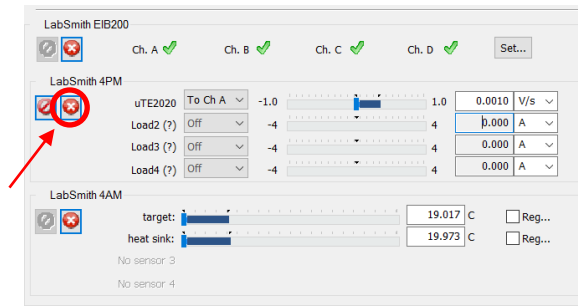 LabSmith EIB200
Ch. A Ch. B Ch. C Ch. D Set...
LabSmith 4PM
uTE2020 To Ch A -1.0 1.0 0.0010 V/s
Load2 (?) Off -4 4 0.000 A
Load3 (?) Off -4 4 0.000 A
Load4 (?) Off -4 4 0.000 A
LabSmith 4AM
target: 19.017 C Reg...
heat sink: 19.973 C Reg...
No sensor 3
No sensor 4